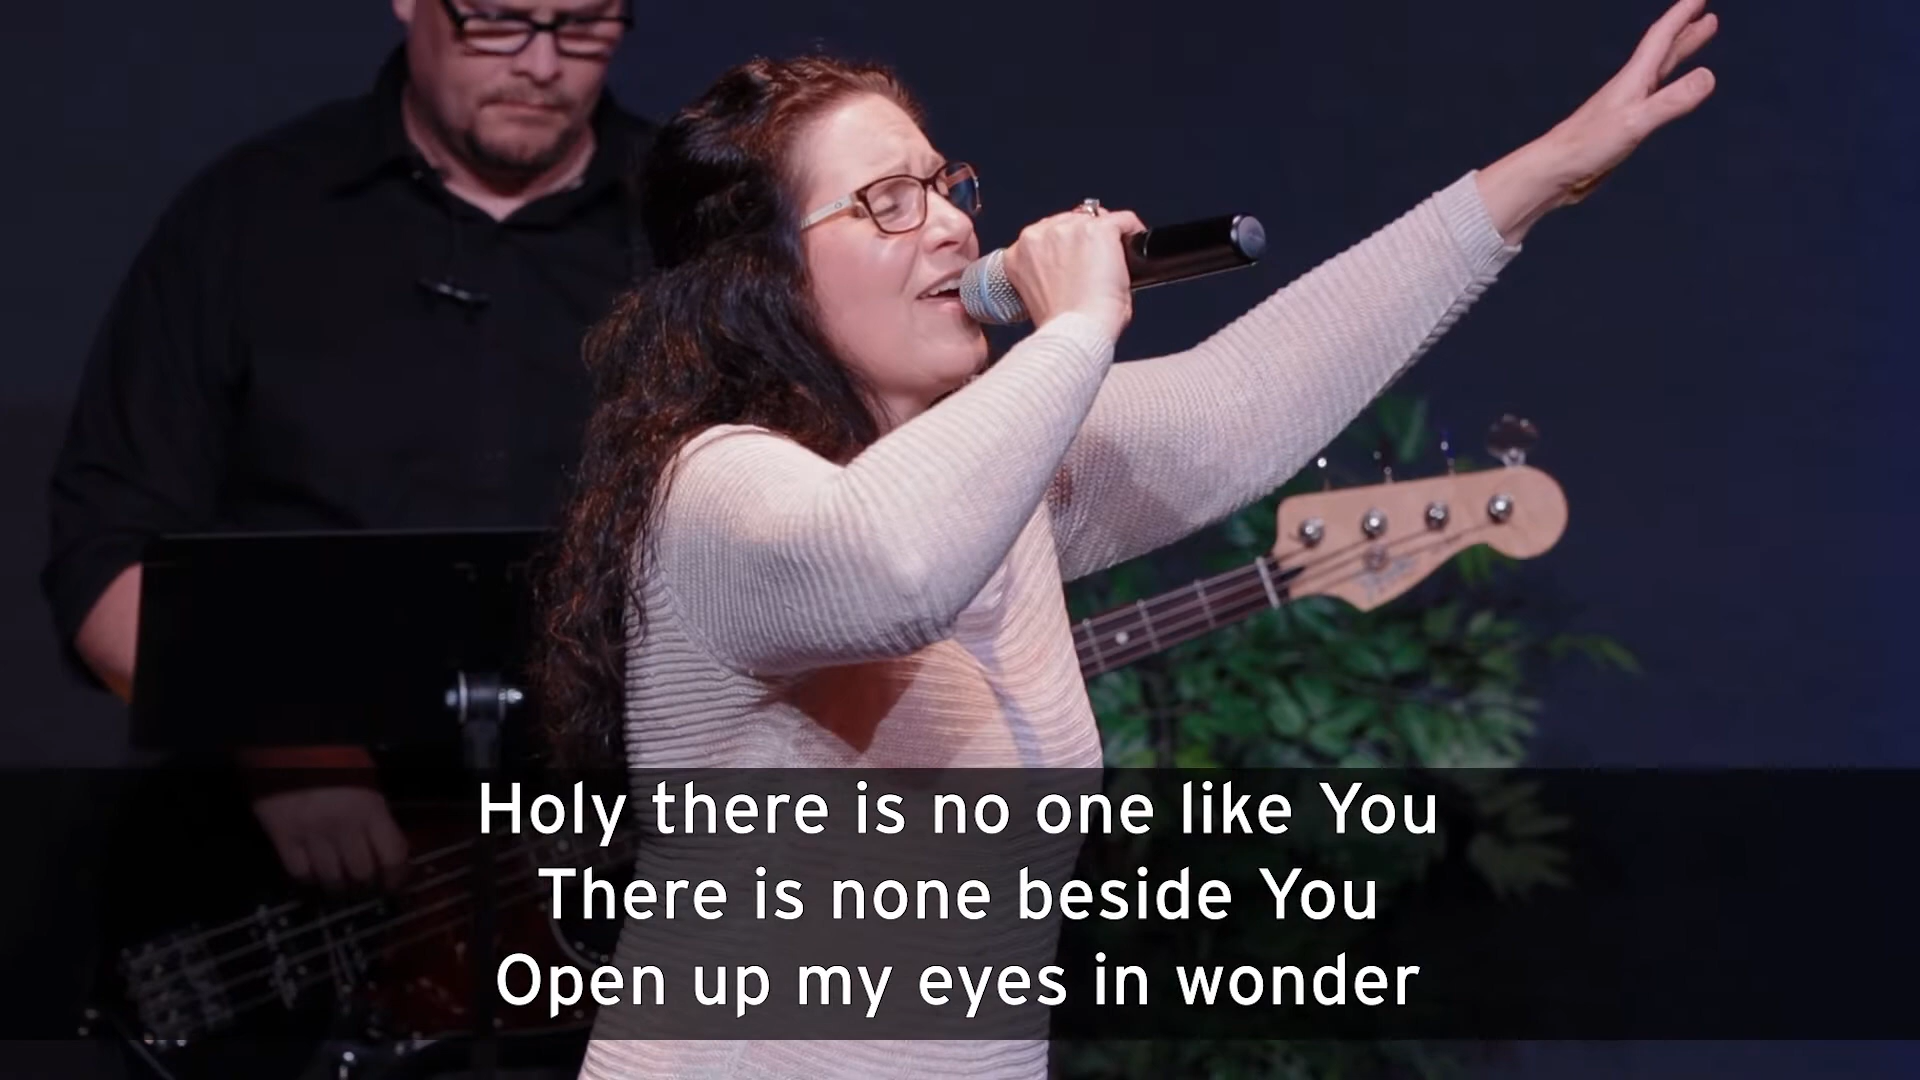 Holy there is no one like You
There is none beside You
Open up my eyes in wonder